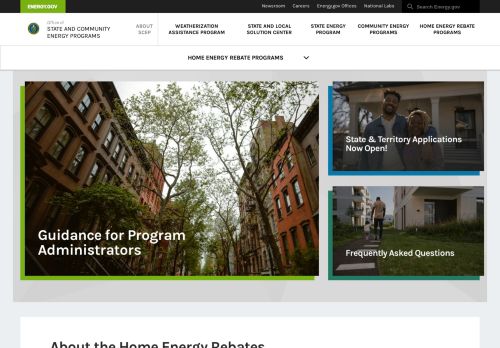 ENERGY.GOV
Newsroom Careers Energy.gov Offices National Labs Search Energy.gov
Office of
STATE AND COMMUNITY
ENERGY PROGRAMS
ABOUT
SCEP
WEATHERIZATION
ASSISTANCE PROGRAM
STATE AND LOCAL
SOLUTION CENTER
STATE ENERGY
PROGRAM
COMMUNITY ENERGY
PROGRAMS
HOME ENERGY REBATE
PROGRAMS
HOME ENERGY REBATE PROGRAMS
Guidance for Program
Administrators
State & Territory Applications
Now Open!
Frequently Asked Questions
About the Home Energy Rebates